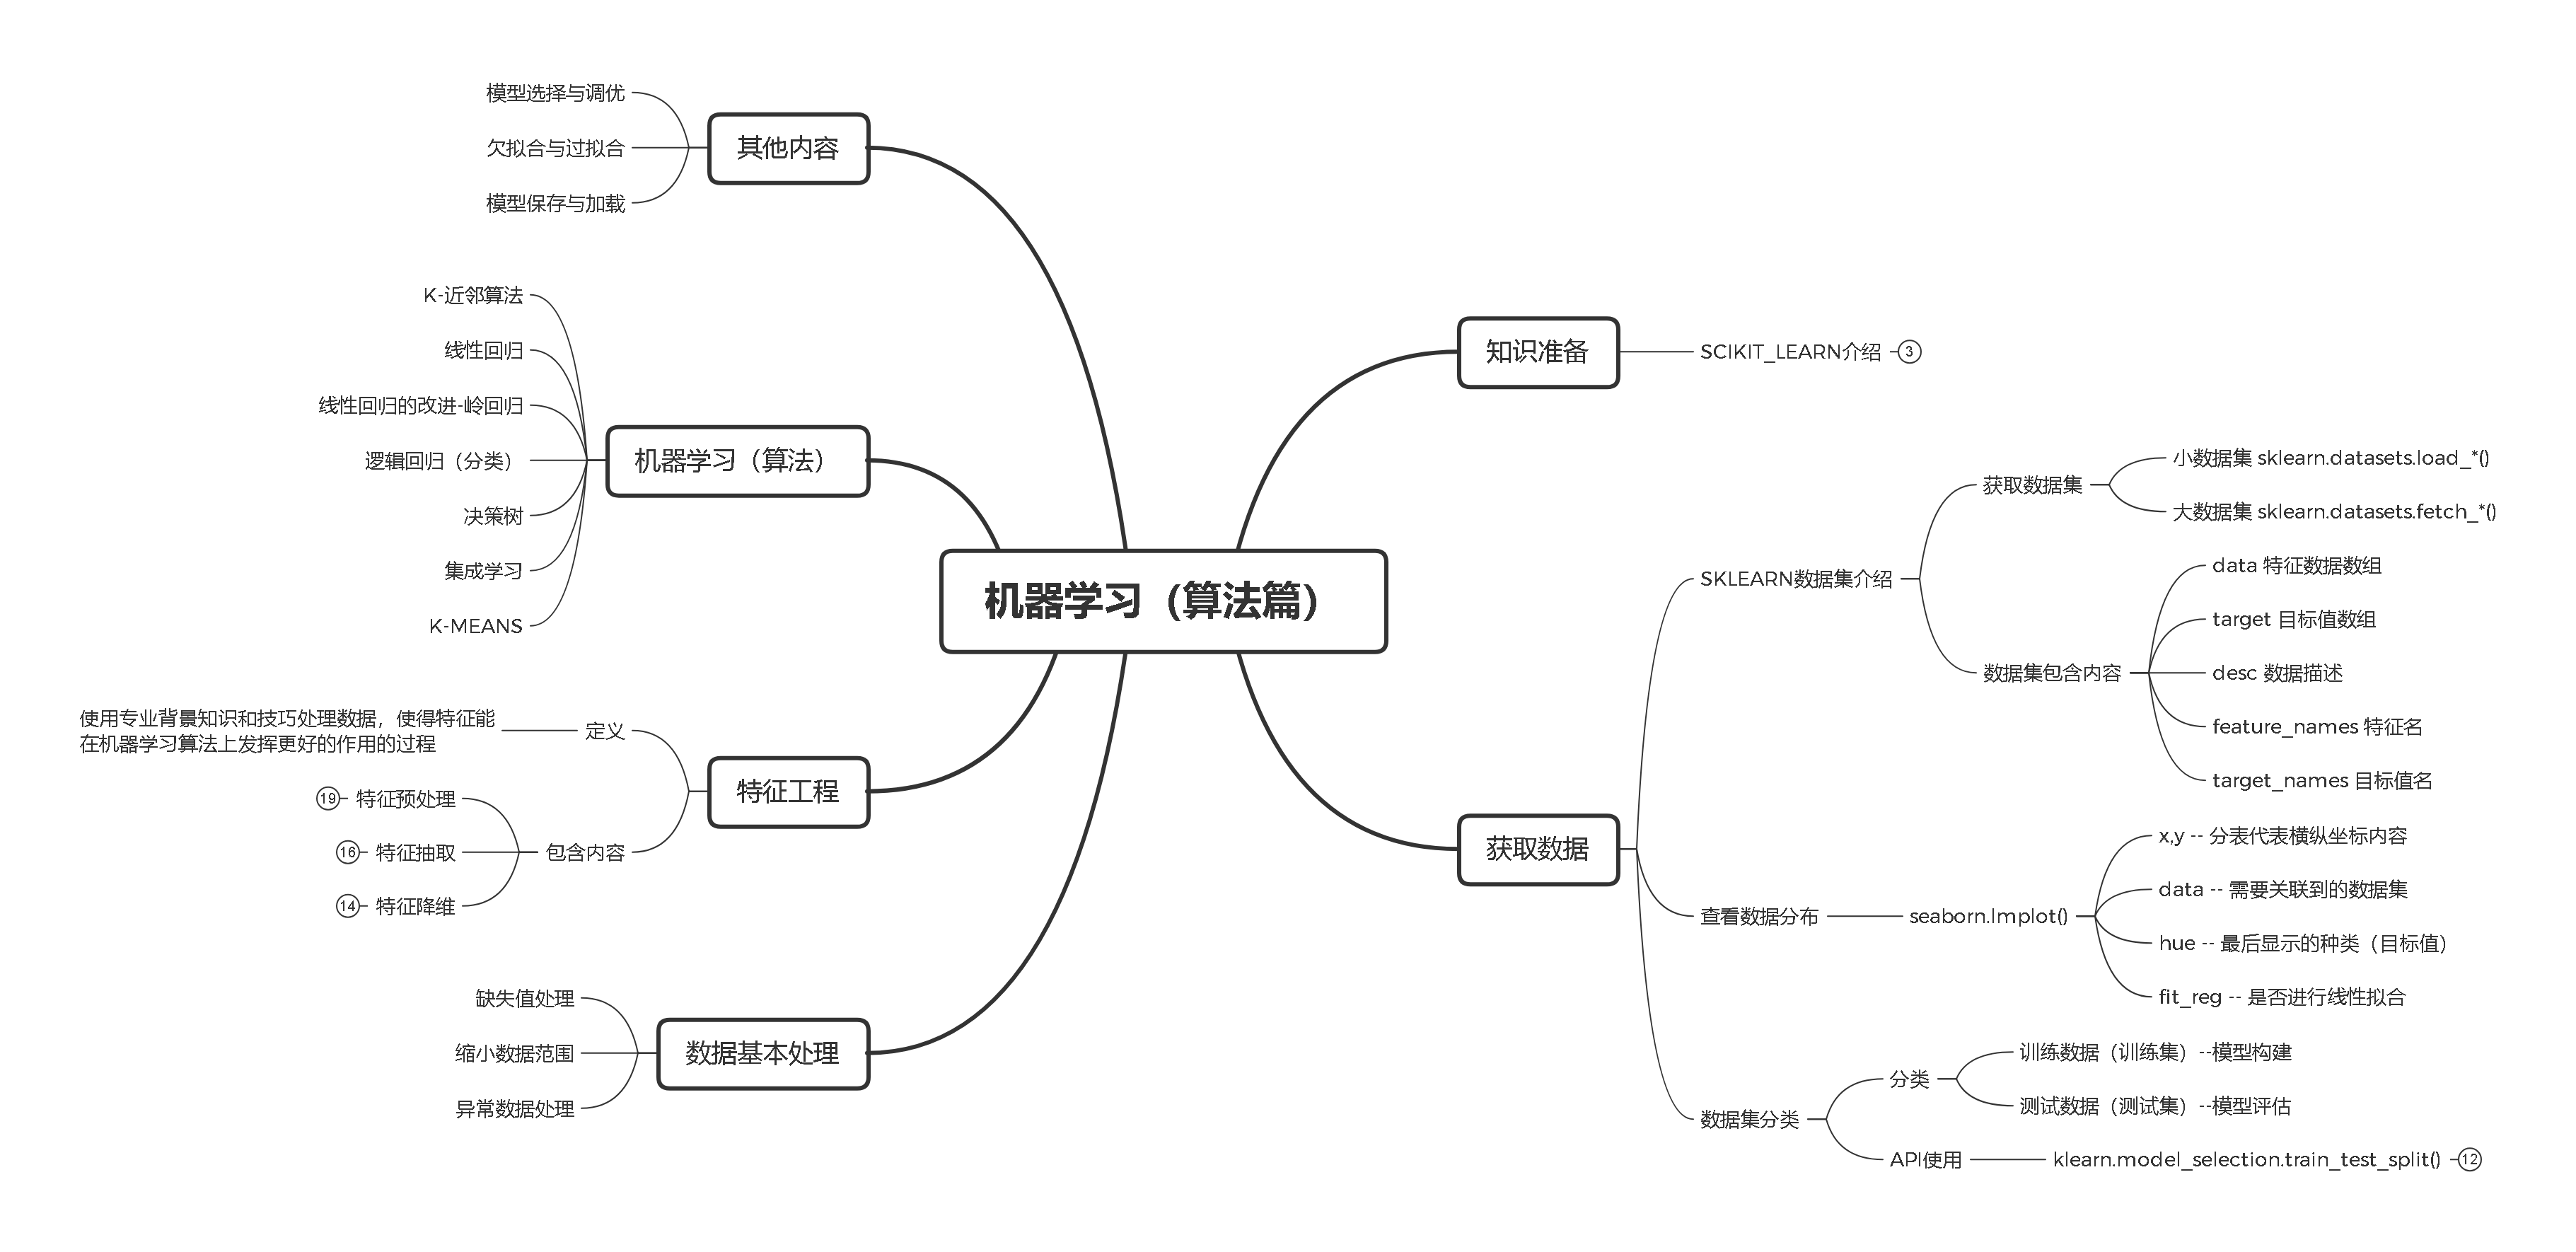 机器学习（算法篇）
知识准备
SCIKIT_LEARN介绍
3
获取数据
SKLEARN数据集介绍
获取数据集
小数据集 sklearn.datasets.load_*()
大数据集 sklearn.datasets.fetch_*()
数据集包含内容
data 特征数据数组
target 目标值数组
desc 数据描述
feature_names 特征名
target_names 目标值名
查看数据分布
seaborn.lmplot()
x,y -- 分表代表横纵坐标内容
data -- 需要关联到的数据集
hue -- 最后显示的种类（目标值）
fit_reg -- 是否进行线性拟合
数据集分类
分类
训练数据（训练集）--模型构建
测试数据（测试集）--模型评估
API使用
klearn.model_selection.train_test_split()
12
数据基本处理
缺失值处理
缩小数据范围
异常数据处理
特征工程
定义
使用专业背景知识和技巧处理数据，使得特征能
在机器学习算法上发挥更好的作用的过程
包含内容
特征预处理
19
特征抽取
16
特征降维
14
机器学习（算法）
K-近邻算法
线性回归
线性回归的改进-岭回归
逻辑回归（分类）
决策树
集成学习
K-MEANS
其他内容
模型选择与调优
欠拟合与过拟合
模型保存与加载